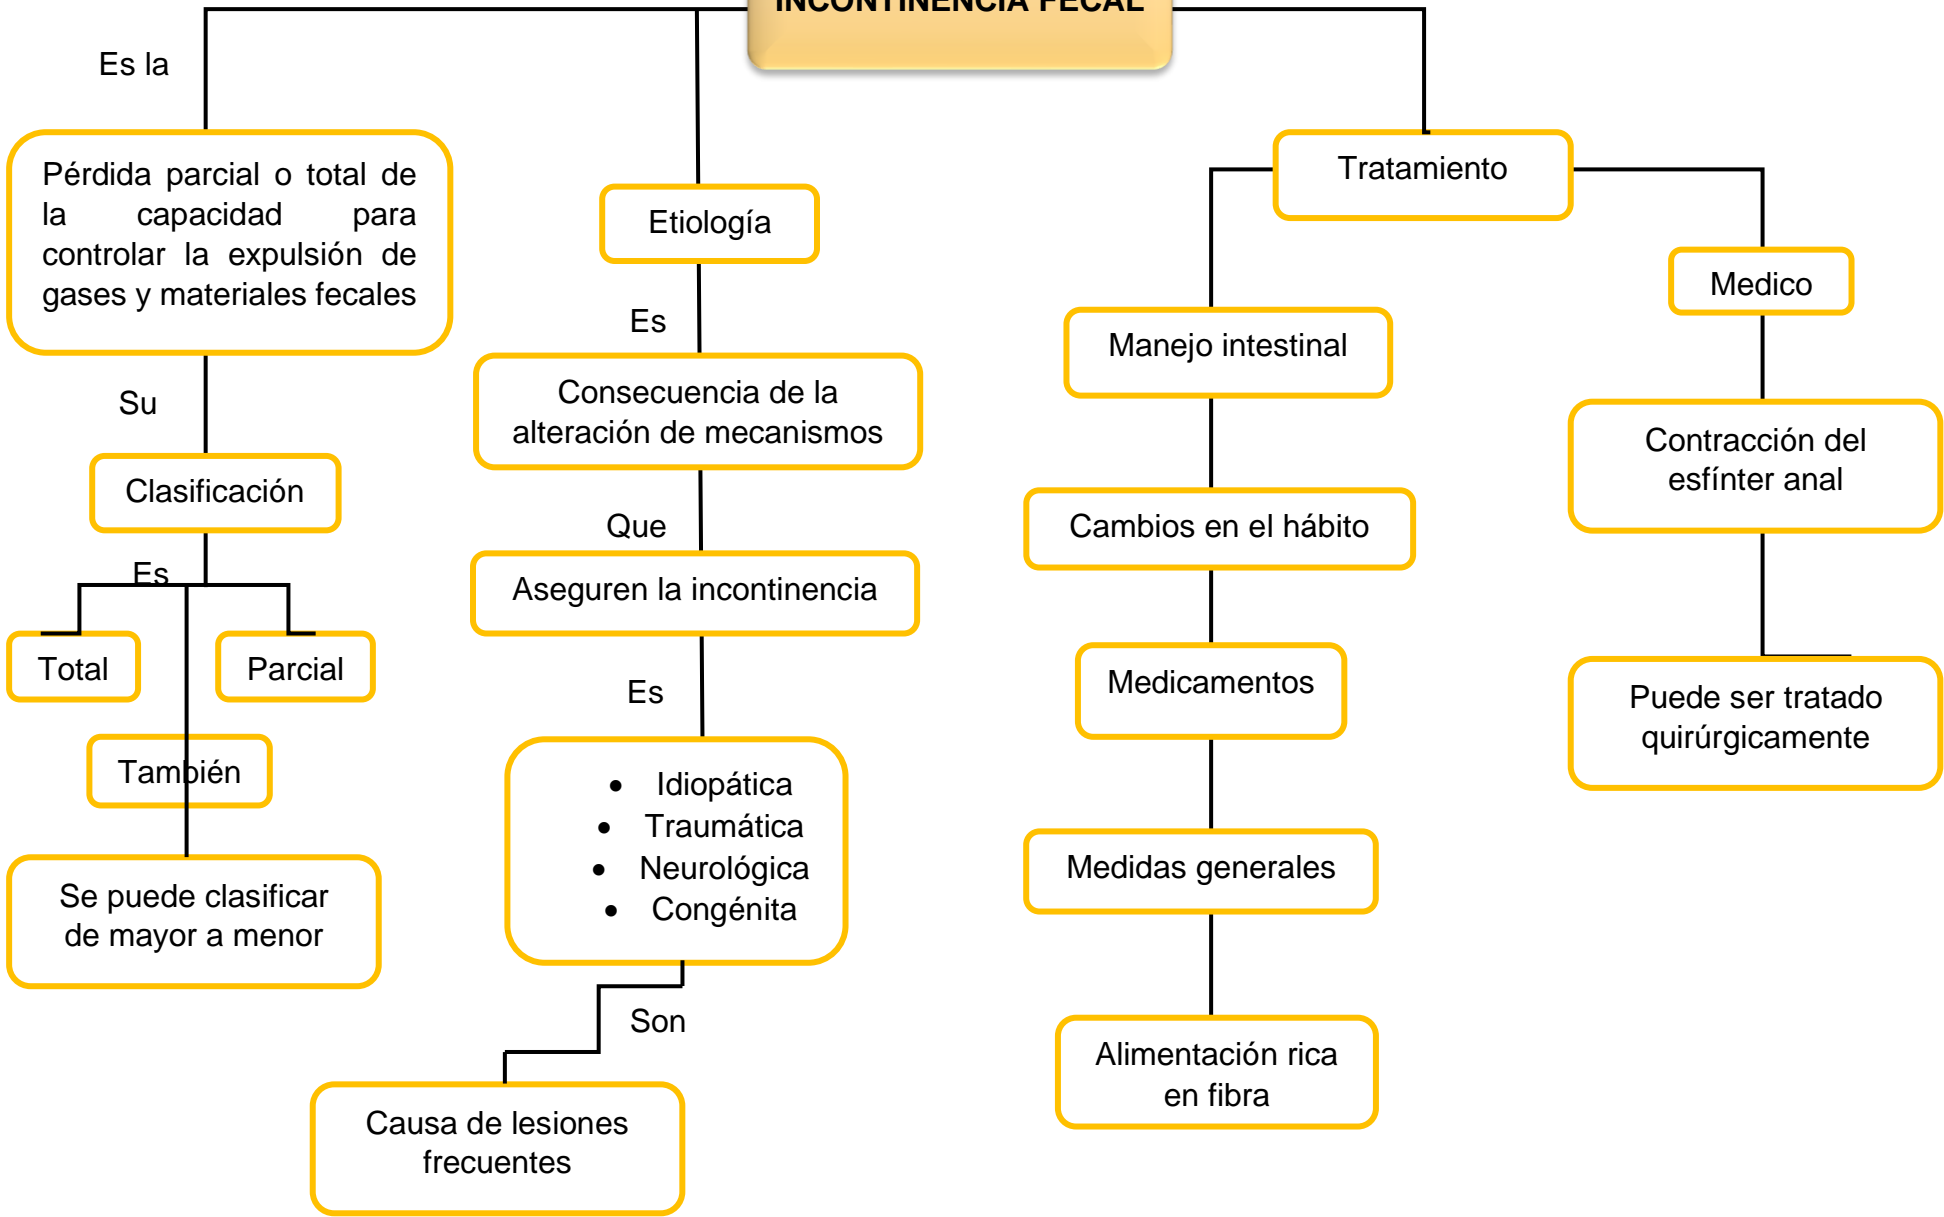 INCONTINENCIA FECAL
Es la
Pérdida parcial o total de
la capacidad para
controlar la expulsión de
gases y materiales fecales
Su
Clasificación
Es
Total
Parcial
También
Se puede clasificar
de mayor a menor
Etiología
Es
Consecuencia de la
alteración de mecanismos
Que
Aseguren la incontinencia
Es
• Idiopática
• Traumática
• Neurológica
• Congénita
Son
Causa de lesiones
frecuentes
Tratamiento
Manejo intestinal
Cambios en el hábito
Medicamentos
Medidas generales
Alimentación rica
en fibra
Medico
Contracción del
esfínter anal
Puede ser tratado
quirúrgicamente